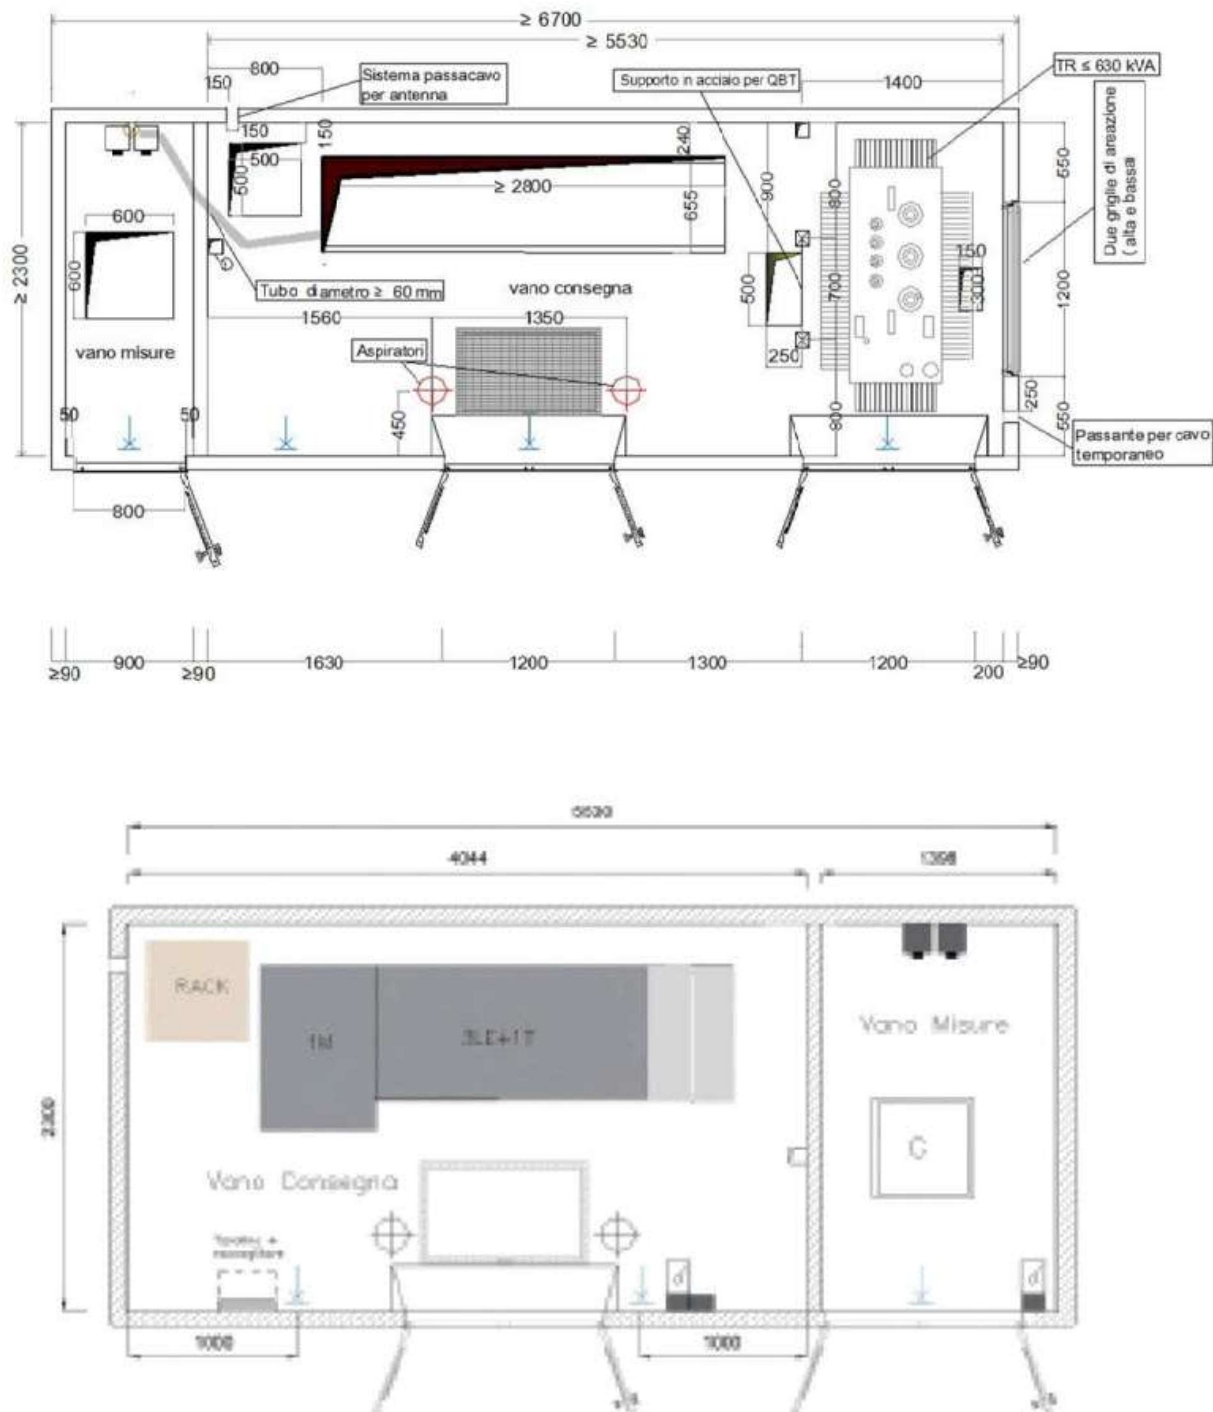 ≥ 6700
≥ 5530
150
800
Sistema passacavo
per antenna
Supporto in acciaio per QBT
1400
TR ≤ 630 kVA
Due griglie di areazione
( alta e bassa)
150
150
500
500
≥ 2800
240
655
900
800
550
600
600
≥ 2300
Tubo diametro ≥ 60 mm
vano consegna
500
700
150
300
1200
1560
1350
250
vano misure
Aspiratori
50
50
450
800
250
550
Passante per cavo
temporaneo
800
≥90
900
≥90
1630
1200
1300
1200
200
≥90
4044
RACK
Vano Misure
2300
C
Vano Consegna
d
d
1000
1000